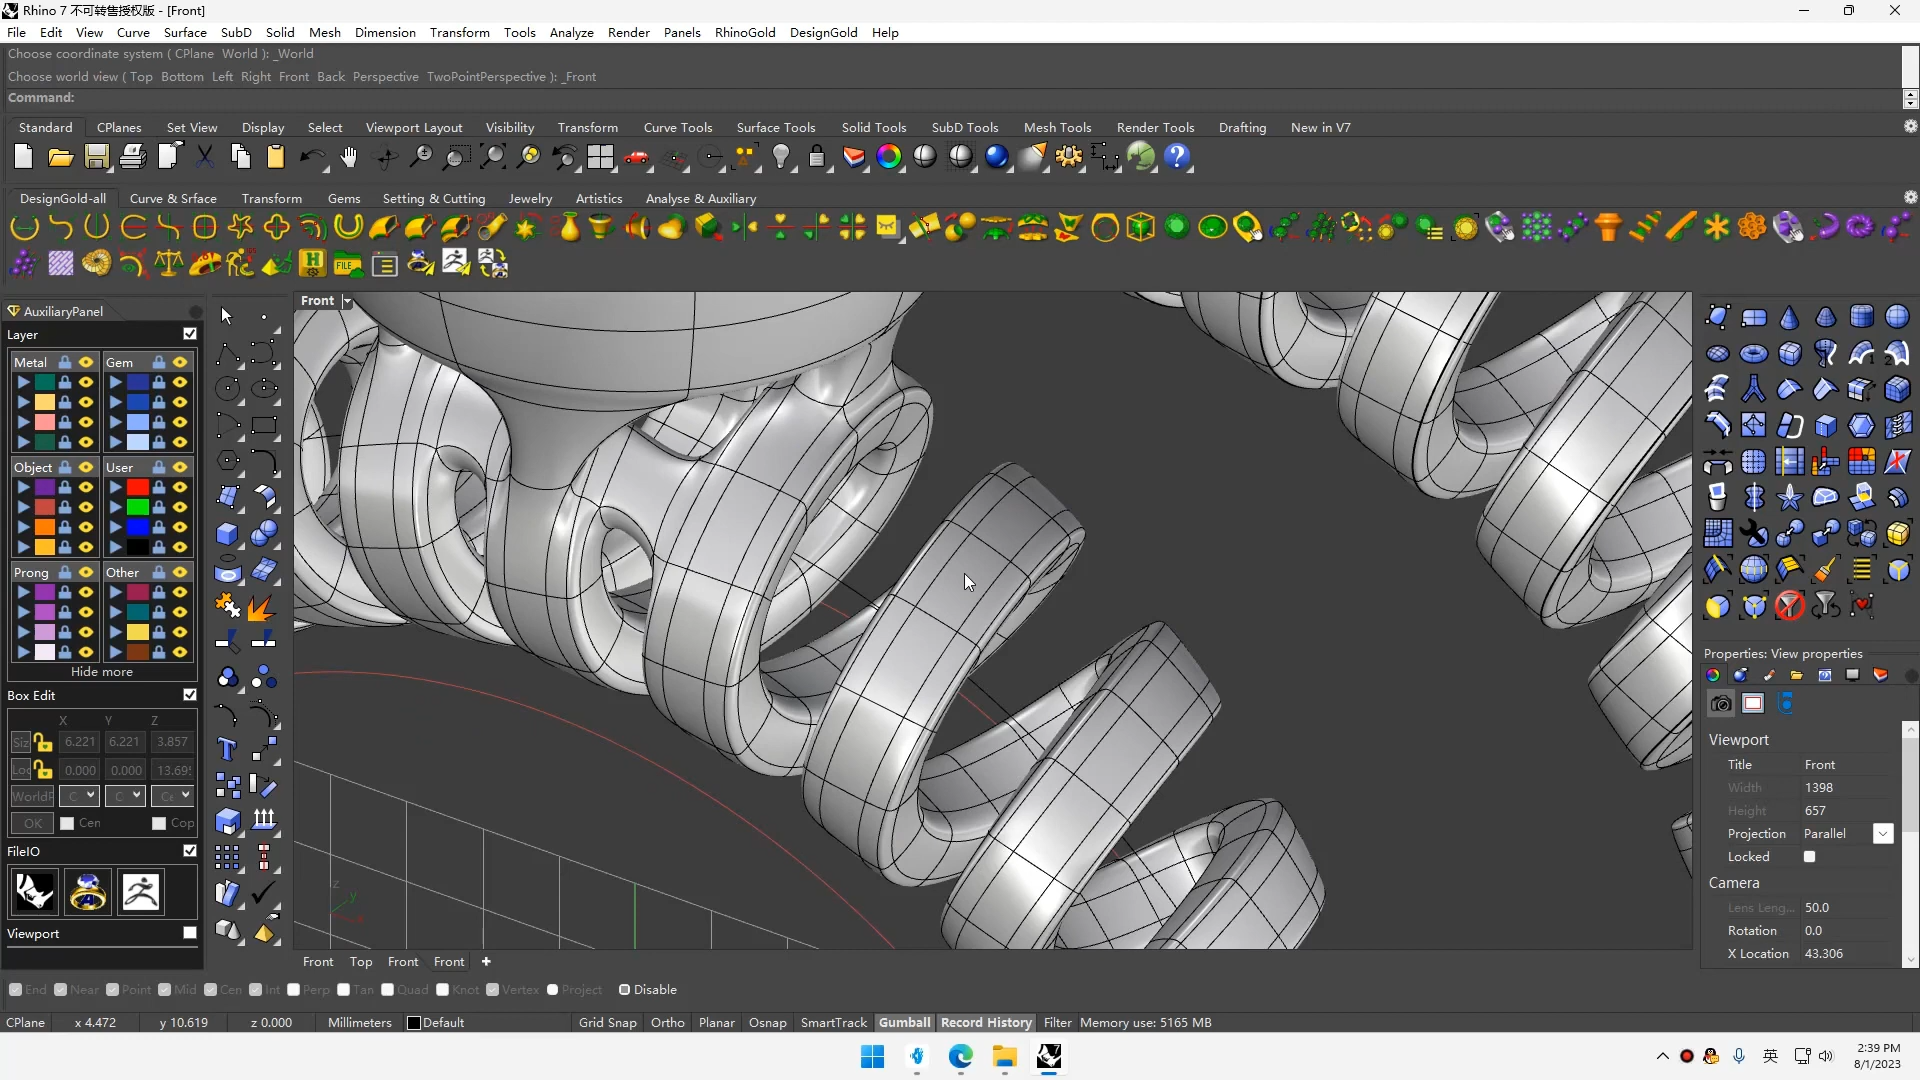 Rhino 7 不可转售授权版 - [Front]
File Edit View Curve Surface SubD Solid Mesh Dimension Transform Tools Analyze Render Panels RhinoGold DesignGold Help
Choose coordinate system ( CPlane World ): _World
Choose world view ( Top Bottom Left Right Front Back Perspective TwoPointPerspective ): _Front
Command:
Standard CPlanes Set View Display Select Viewport Layout Visibility Transform Curve Tools Surface Tools Solid Tools SubD Tools Mesh Tools Render Tools Drafting New in V7
DesignGold-all Curve & Srface Transform Gems Setting & Cutting Jewelry Artistics Analyse & Auxiliary
H FILE
AuxiliaryPanel
Layer
Metal Gem
Object User
Prong Other
Hide more
Box Edit
X Y Z
Siz 6.221 6.221 3.857
Loc 0.000 0.000 13.69
World C C Ce
OK Cen Cop
FileIO
Viewport
Front
z y x
Front Top Front Front
Properties: View properties
Viewport
Title Front
Width 1398
Height 657
Projection Parallel
Locked
Camera
Lens Leng... 50.0
Rotation 0.0
X Location 43.306
End Near Point Mid Cen Int Perp Tan Quad Knot Vertex Project Disable
CPlane x 4.472 y 10.619 z 0.000 Millimeters Default Grid Snap Ortho Planar Osnap SmartTrack Gumball Record History Filter Memory use: 5165 MB
英
2:39 PM
8/1/2023